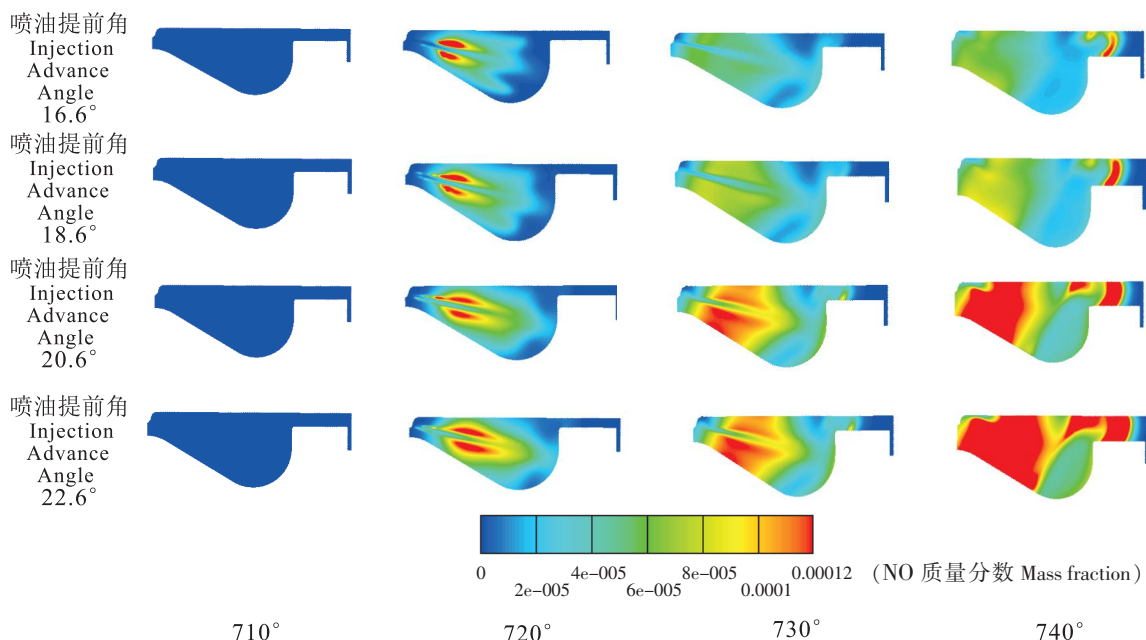 喷油提前角
Injection
Advance
Angle
16.6°
喷油提前角
Injection
Advance
Angle
18.6°
喷油提前角
Injection
Advance
Angle
20.6°
喷油提前角
Injection
Advance
Angle
22.6°
0 4e-005 8e-005 0.00012 (NO 质量分数 Mass fraction)
2e-005 6e-005 0.0001
710° 720° 730° 740°